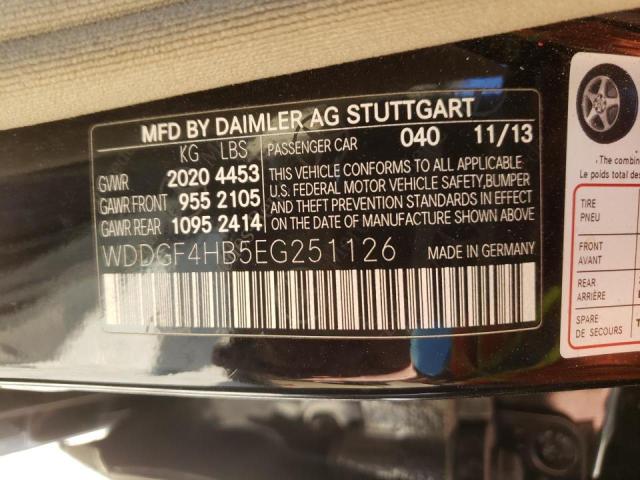 MFD BY DAIMLER AG STUTTGART
KG LBS PASSENGER CAR 040 11/13
GVWR 2020 4453
GAWR FRONT 955 2105
GAWR REAR 1095 2414
THIS VEHICLE CONFORMS TO ALL APPLICABLE
U.S. FEDERAL MOTOR VEHICLE SAFETY, BUMPER
AND THEFT PREVENTION STANDARDS IN EFFECT
ON THE DATE OF MANUFACTURE SHOWN ABOVE.
WDDGF4HB5EG251126 MADE IN GERMANY
The combine
Le poids total des
TIRE
PNEU
FRONT
AVANT
REAR
ARRIÈRE
SPARE
DE SECOURS